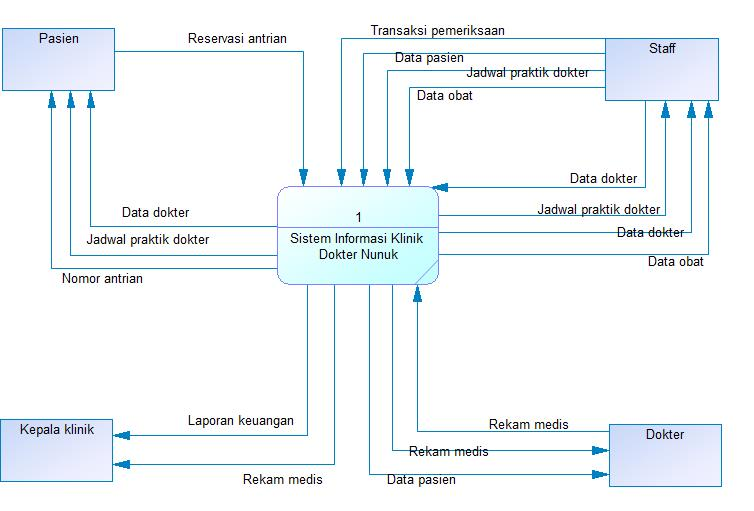 Pasien
Reservasi antrian
Transaksi pemeriksaan
Data pasien
Jadwal praktik dokter
Data obat
Staff
Data dokter
Jadwal praktik dokter
Data dokter
Data obat
1
Sistem Informasi Klinik
Dokter Nunuk
Data dokter
Jadwal praktik dokter
Nomor antrian
Kepala klinik
Laporan keuangan
Rekam medis
Rekam medis
Rekam medis
Data pasien
Dokter